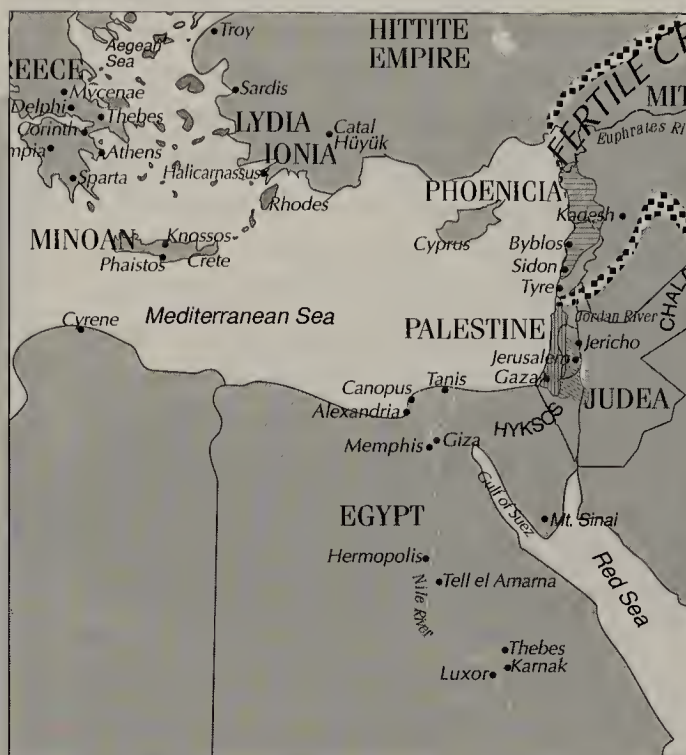 Troy
HITTITE
EMPIRE
Aegean
Sea
REECE
Mycenae
Delphi
Thebes
Corinth
mpia
Athens
Sparta
Sardis
LYDIA
IONIA
Catal
Hüyük
Halicarnassus
Rhodes
FERTILE CR
MIT
Euphrates Ri
PHOENICIA
Kadesh
Cyprus
Byblos
Sidon
Tyre
MINOAN
Knossos
Phaistos
Crete
Cyrene
Mediterranean Sea
PALESTINE
Jordan River
CHALD
Jericho
Jerusalem
Gaza
JUDEA
Canopus
Tanis
Alexandria
HYKSOS
Memphis
Giza
Gulf of Suez
Mt. Sinai
EGYPT
Hermopolis
Nile River
Tell el Amarna
Red Sea
Thebes
Karnak
Luxor